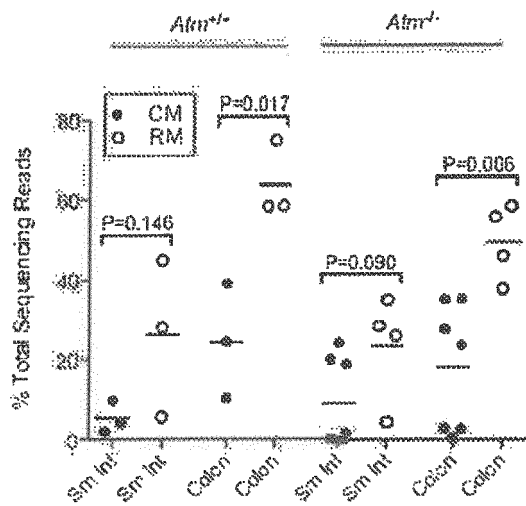 Atm+/+
Atm-/-
CM
RM
P=0.017
P=0.146
P=0.090
P=0.006
% Total Sequencing Reads
80
60
40
20
0
Sm Int
Sm Int
Colon
Colon
Sm Int
Sm Int
Colon
Colon